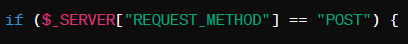 if ($_SERVER["REQUEST_METHOD"] == "POST") {